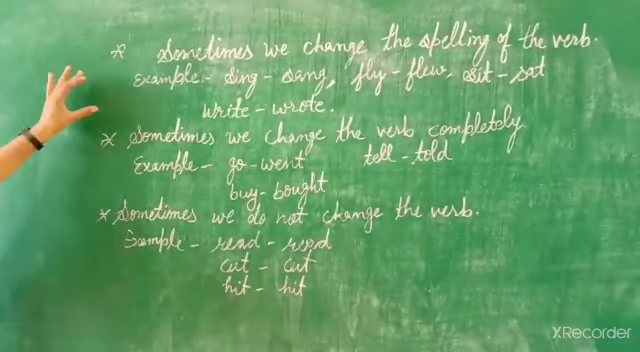 * Sometimes we change the spelling of the verb.
Example - Sing - sang, fly - flew, sit - sat
Write - wrote.
* Sometimes we change the verb completely
Example - go - went tell - told
buy - bought
* Sometimes we do not change the verb.
Example - read - read
cut - cut
hit - hit
XRecorder